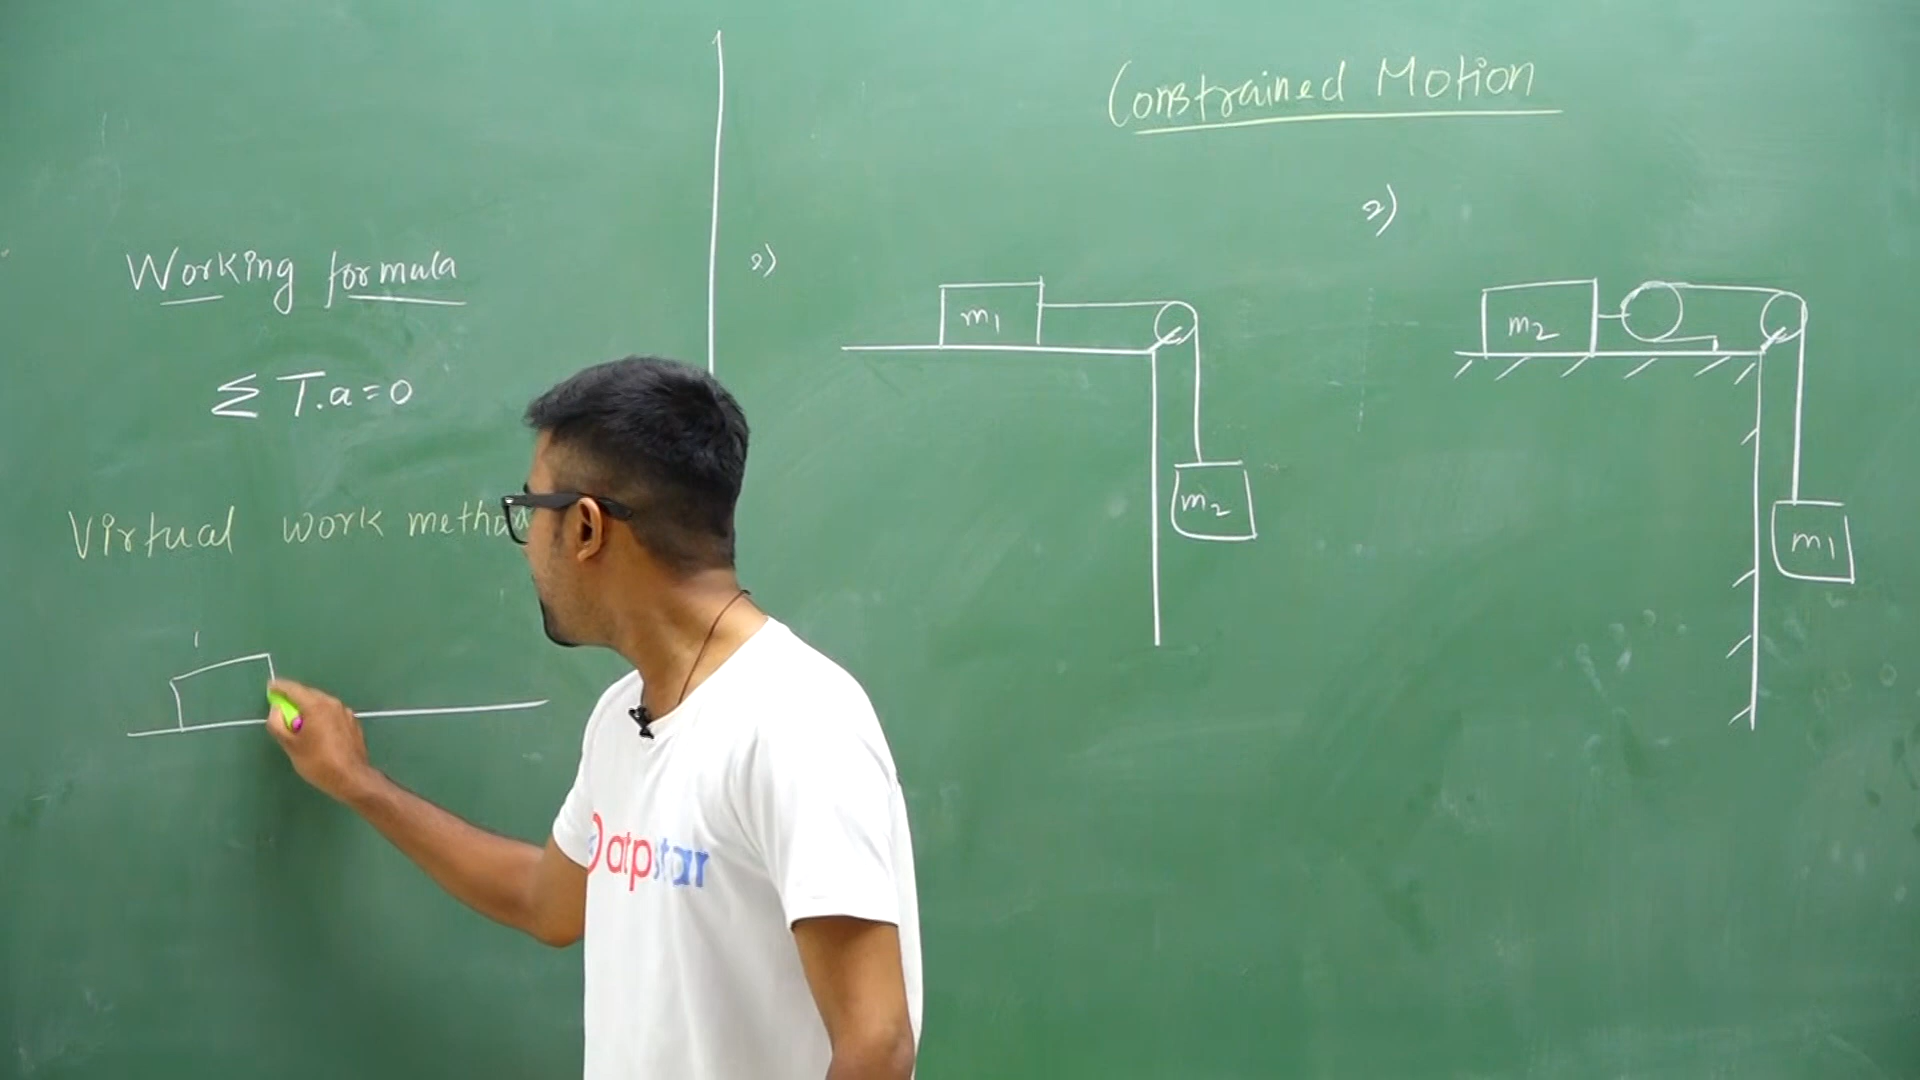 Constrained Motion
Working formula
Σ T.a=0
Virtual work method
2)
m1
m2
2)
m2
m1
atpstar